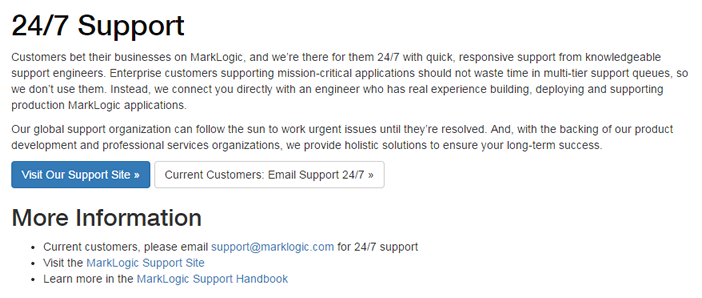 24/7 Support
Customers bet their businesses on MarkLogic, and we're there for them 24/7 with quick, responsive support from knowledgeable
support engineers. Enterprise customers supporting mission-critical applications should not waste time in multi-tier support queues, so
we don't use them. Instead, we connect you directly with an engineer who has real experience building, deploying and supporting
production MarkLogic applications.
Our global support organization can follow the sun to work urgent issues until they're resolved. And, with the backing of our product
development and professional services organizations, we provide holistic solutions to ensure your long-term success.
Visit Our Support Site »
Current Customers: Email Support 24/7 »
More Information
• Current customers, please email support@marklogic.com for 24/7 support
• Visit the MarkLogic Support Site
• Learn more in the MarkLogic Support Handbook